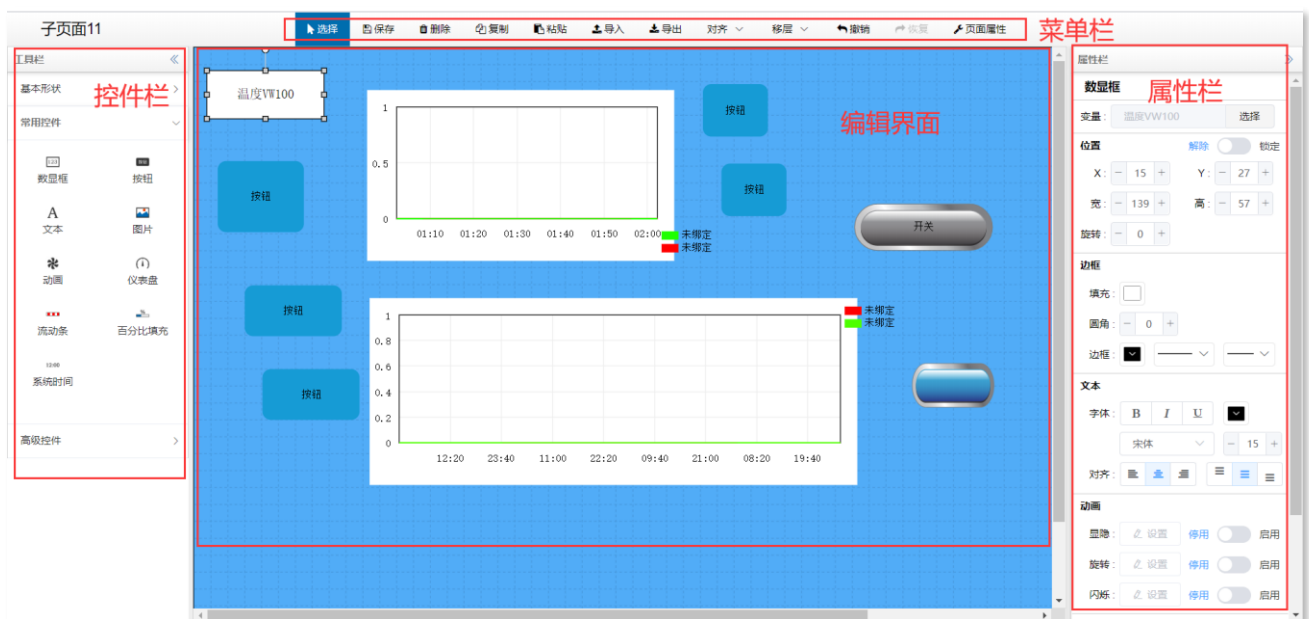 子页面11
选择 保存 删除 复制 粘贴 导入 导出 对齐 移层 撤销 恢复 页面属性
菜单栏
工具栏
基本形状
控件栏
常用控件
数显框 按钮
文本 图片
动画 仪表盘
流动条 百分比填充
12:00
系统时间
高级控件
温度VW100
按钮
按钮
按钮
按钮
按钮
编辑界面
开关
1
0.5
0
01:10 01:20 01:30 01:40 01:50 02:00
未绑定
未绑定
1
0.8
0.6
0.4
0.2
0
12:20 23:40 11:00 22:20 09:40 21:00 08:20 19:40
未绑定
未绑定
属性栏
数显框
属性栏
变量: 温度VW100 选择
位置 解除 锁定
X: − 15 + Y: − 27 +
宽: − 139 + 高: − 57 +
旋转: − 0 +
边框
填充:
圆角: − 0 +
边框:
文本
字体: B I U
宋体 − 15 +
对齐:
动画
显隐: 设置 停用 启用
旋转: 设置 停用 启用
闪烁: 设置 停用 启用